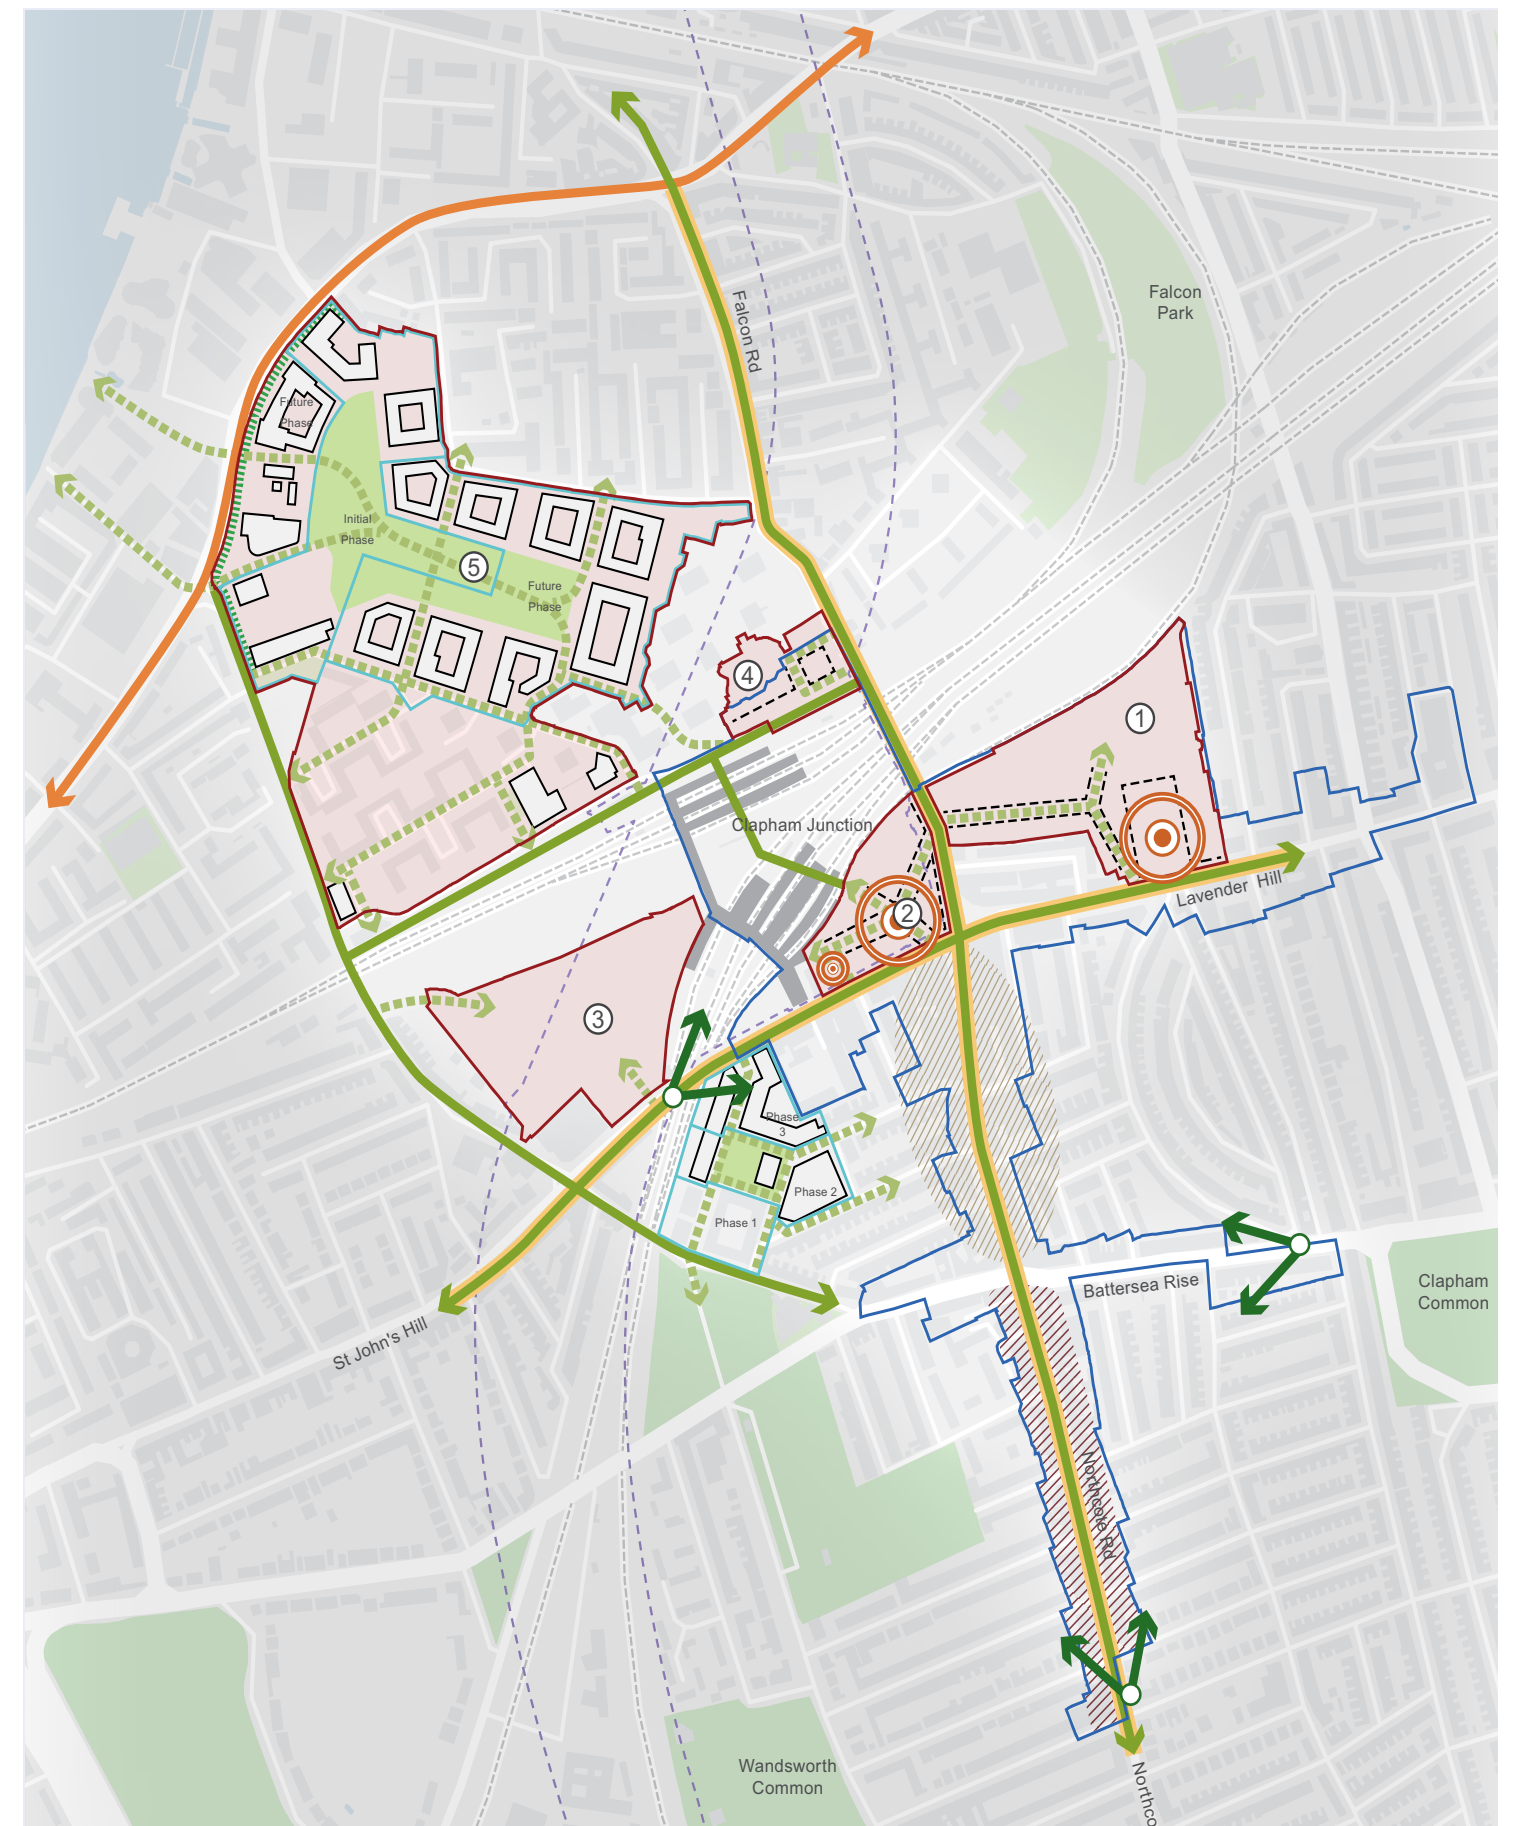 Falcon
Park
Falcon Rd
Future
Phase
Initial
Phase
5
Future
Phase
4
1
Clapham Junction
2
Lavender Hill
3
Phase
3
Phase 2
Phase 1
Battersea Rise
Clapham
Common
St John's Hill
Northcote Rd
Wandsworth
Common
Northco